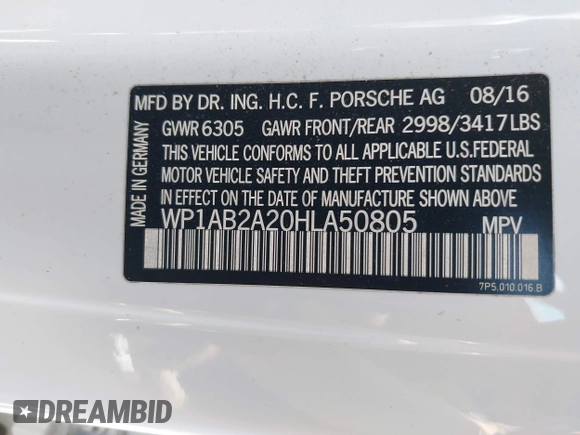 MFD BY DR. ING. H.C. F. PORSCHE AG 08/16
GVWR 6305 GAWR FRONT/REAR 2998/3417LBS
THIS VEHICLE CONFORMS TO ALL APPLICABLE U.S.FEDERAL
MOTOR VEHICLE SAFETY AND THEFT PREVENTION STANDARDS
IN EFFECT ON THE DATE OF MANUFACTURE SHOWN ABOVE
WP1AB2A20HLA50805 MPV
7P5.010.016.B
MADE IN GERMANY
DREAMBID